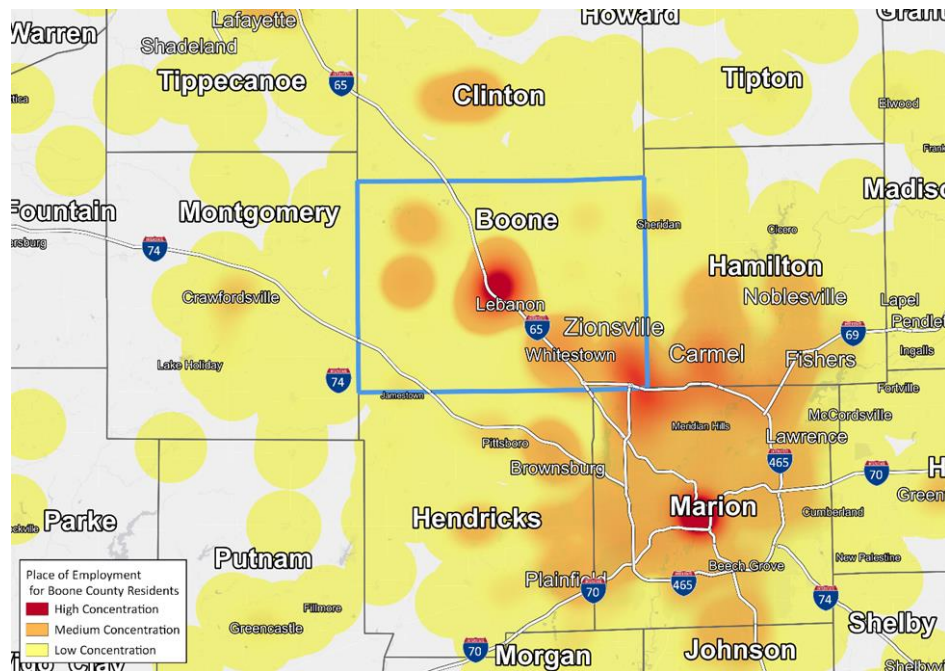 Howard
Grant
Lafayette
Warren
Shadeland
Tippecanoe
65
Clinton
Tipton
Elwood
Madiso
Fountain
ersburg
74
Montgomery
Boone
Sheridan
Cicero
Hamilton
Noblesville
Crawfordsville
Lebanon
65
Zionsville
Whitestown
Carmel
Fishers
69
Lapel
Pendlet
Ingalls
Lake Holiday
74
Jamestown
Fortville
McCordsville
Meridian Hills
Lawrence
Pittsboro
Brownsburg
465
70
Marion
Hendricks
Cumberland
Parke
Putnam
New Palestine
Beech Grove
Plainfield
70
465
74
Fillmore
Greencastle
Shelby
Johnson
Morgan
70
Shelbyv
Place of Employment
for Boone County Residents
High Concentration
Medium Concentration
Low Concentration